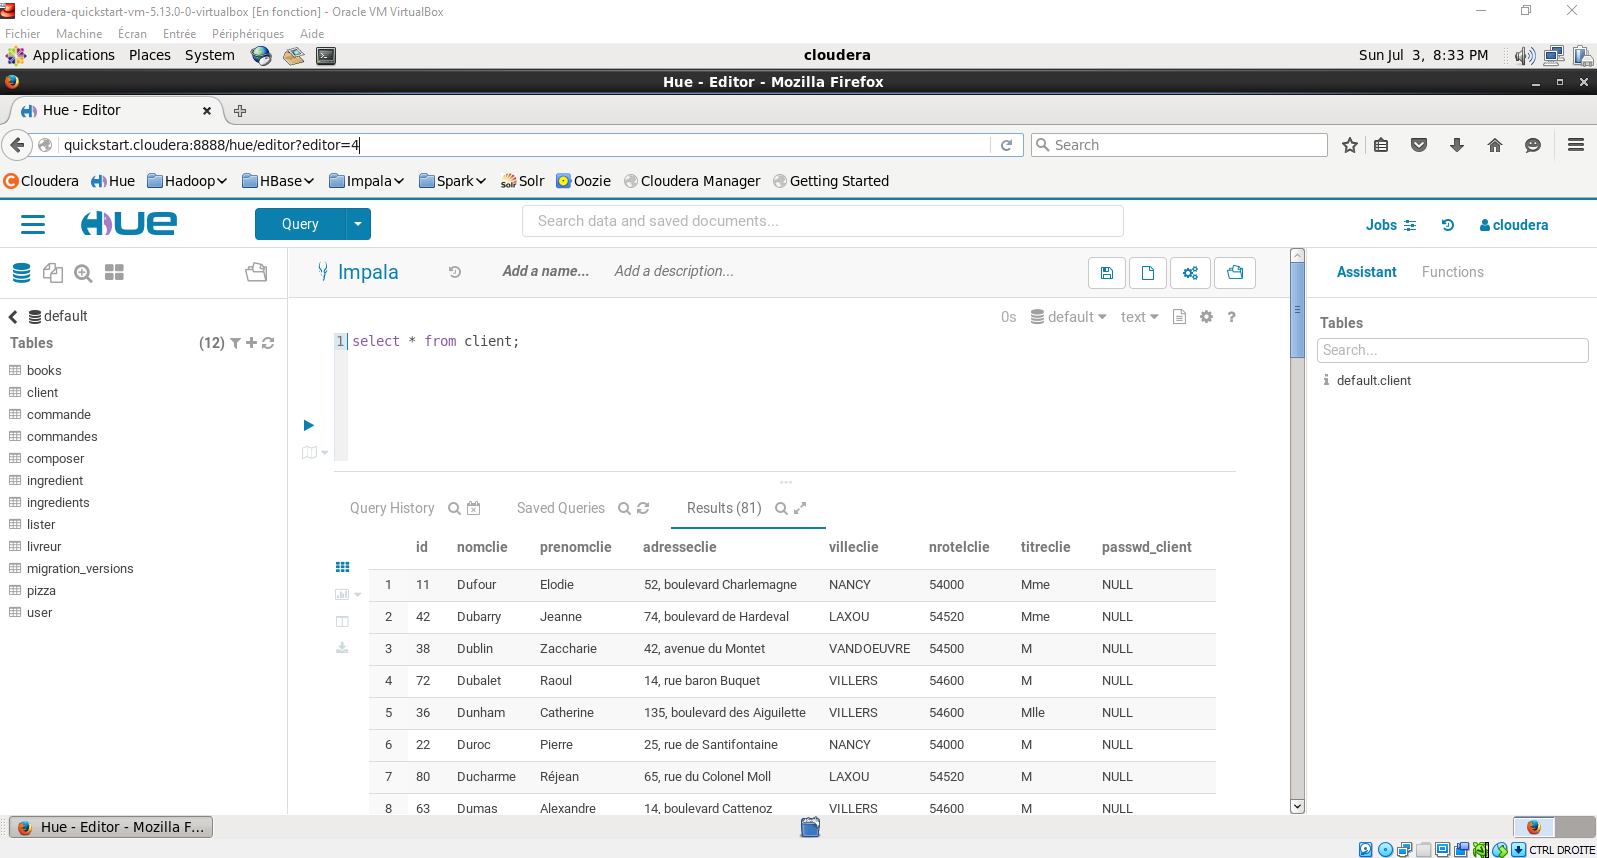 cloudera-quickstart-vm-5.13.0-0-virtualbox [En fonction] - Oracle VM VirtualBox
Fichier Machine Écran Entrée Périphériques Aide
Applications Places System cloudera Sun Jul 3, 8:33 PM
Hue - Editor - Mozilla Firefox
Hue - Editor
quickstart.cloudera:8888/hue/editor?editor=4 Search
Cloudera Hue Hadoop HBase Impala Spark Solr Solr Oozie Cloudera Manager Getting Started
HUE Query Search data and saved documents... Jobs cloudera
Impala Add a name... Add a description... Assistant Functions
default 0s default text ?
Tables (12) Tables
1 select * from client; Search...
books
client default.client
commande
commandes
composer
ingredient
ingredients
lister
livreur
migration_versions
pizza
user
Query History Saved Queries Results (81)
id nomclie prenomclie adresseclie villeclie nrotelclie titreclie passwd_client
1 11 Dufour Elodie 52, boulevard Charlemagne NANCY 54000 Mme NULL
2 42 Dubarry Jeanne 74, boulevard de Hardeval LAXOU 54520 Mme NULL
3 38 Dublin Zaccharie 42, avenue du Montet VANDOEUVRE 54500 M NULL
4 72 Dubalet Raoul 14, rue baron Buquet VILLERS 54600 M NULL
5 36 Dunham Catherine 135, boulevard des Aiguilette VILLERS 54600 Mlle NULL
6 22 Duroc Pierre 25, rue de Santifontaine NANCY 54000 M NULL
7 80 Ducharme Réjean 65, rue du Colonel Moll LAXOU 54520 M NULL
8 63 Dumas Alexandre 14, boulevard Cattenoz VILLERS 54600 M NULL
Hue - Editor - Mozilla F...
CTRL DROITE